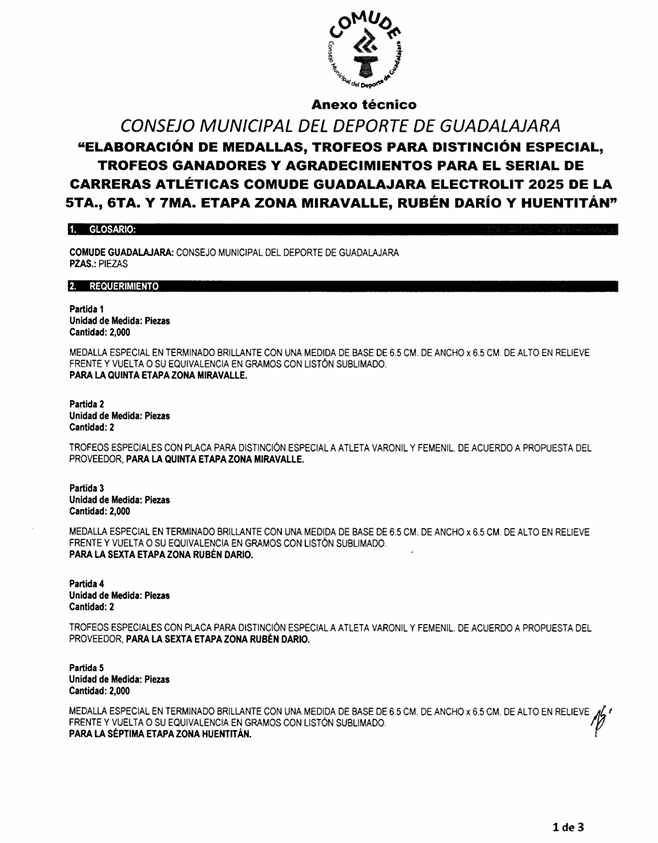 COMUDE
Consejo Municipal del Deporte de Guadalajara
Anexo técnico
CONSEJO MUNICIPAL DEL DEPORTE DE GUADALAJARA
“ELABORACIÓN DE MEDALLAS, TROFEOS PARA DISTINCIÓN ESPECIAL,
TROFEOS GANADORES Y AGRADECIMIENTOS PARA EL SERIAL DE
CARRERAS ATLÉTICAS COMUDE GUADALAJARA ELECTROLIT 2025 DE LA
5TA., 6TA. Y 7MA. ETAPA ZONA MIRAVALLE, RUBÉN DARÍO Y HUENTITÁN”
1. GLOSARIO:
COMUDE GUADALAJARA: CONSEJO MUNICIPAL DEL DEPORTE DE GUADALAJARA
PZAS.: PIEZAS
2. REQUERIMIENTO
Partida 1
Unidad de Medida: Piezas
Cantidad: 2,000
MEDALLA ESPECIAL EN TERMINADO BRILLANTE CON UNA MEDIDA DE BASE DE 6.5 CM. DE ANCHO x 6.5 CM. DE ALTO EN RELIEVE
FRENTE Y VUELTA O SU EQUIVALENCIA EN GRAMOS CON LISTÓN SUBLIMADO.
PARA LA QUINTA ETAPA ZONA MIRAVALLE.
Partida 2
Unidad de Medida: Piezas
Cantidad: 2
TROFEOS ESPECIALES CON PLACA PARA DISTINCIÓN ESPECIAL A ATLETA VARONIL Y FEMENIL. DE ACUERDO A PROPUESTA DEL
PROVEEDOR, PARA LA QUINTA ETAPA ZONA MIRAVALLE.
Partida 3
Unidad de Medida: Piezas
Cantidad: 2,000
MEDALLA ESPECIAL EN TERMINADO BRILLANTE CON UNA MEDIDA DE BASE DE 6.5 CM. DE ANCHO x 6.5 CM. DE ALTO EN RELIEVE
FRENTE Y VUELTA O SU EQUIVALENCIA EN GRAMOS CON LISTÓN SUBLIMADO.
PARA LA SEXTA ETAPA ZONA RUBÉN DARIO.
Partida 4
Unidad de Medida: Piezas
Cantidad: 2
TROFEOS ESPECIALES CON PLACA PARA DISTINCIÓN ESPECIAL A ATLETA VARONIL Y FEMENIL. DE ACUERDO A PROPUESTA DEL
PROVEEDOR, PARA LA SEXTA ETAPA ZONA RUBÉN DARIO.
Partida 5
Unidad de Medida: Piezas
Cantidad: 2,000
MEDALLA ESPECIAL EN TERMINADO BRILLANTE CON UNA MEDIDA DE BASE DE 6.5 CM. DE ANCHO x 6.5 CM. DE ALTO EN RELIEVE
FRENTE Y VUELTA O SU EQUIVALENCIA EN GRAMOS CON LISTÓN SUBLIMADO.
PARA LA SÉPTIMA ETAPA ZONA HUENTITÁN.
1 de 3